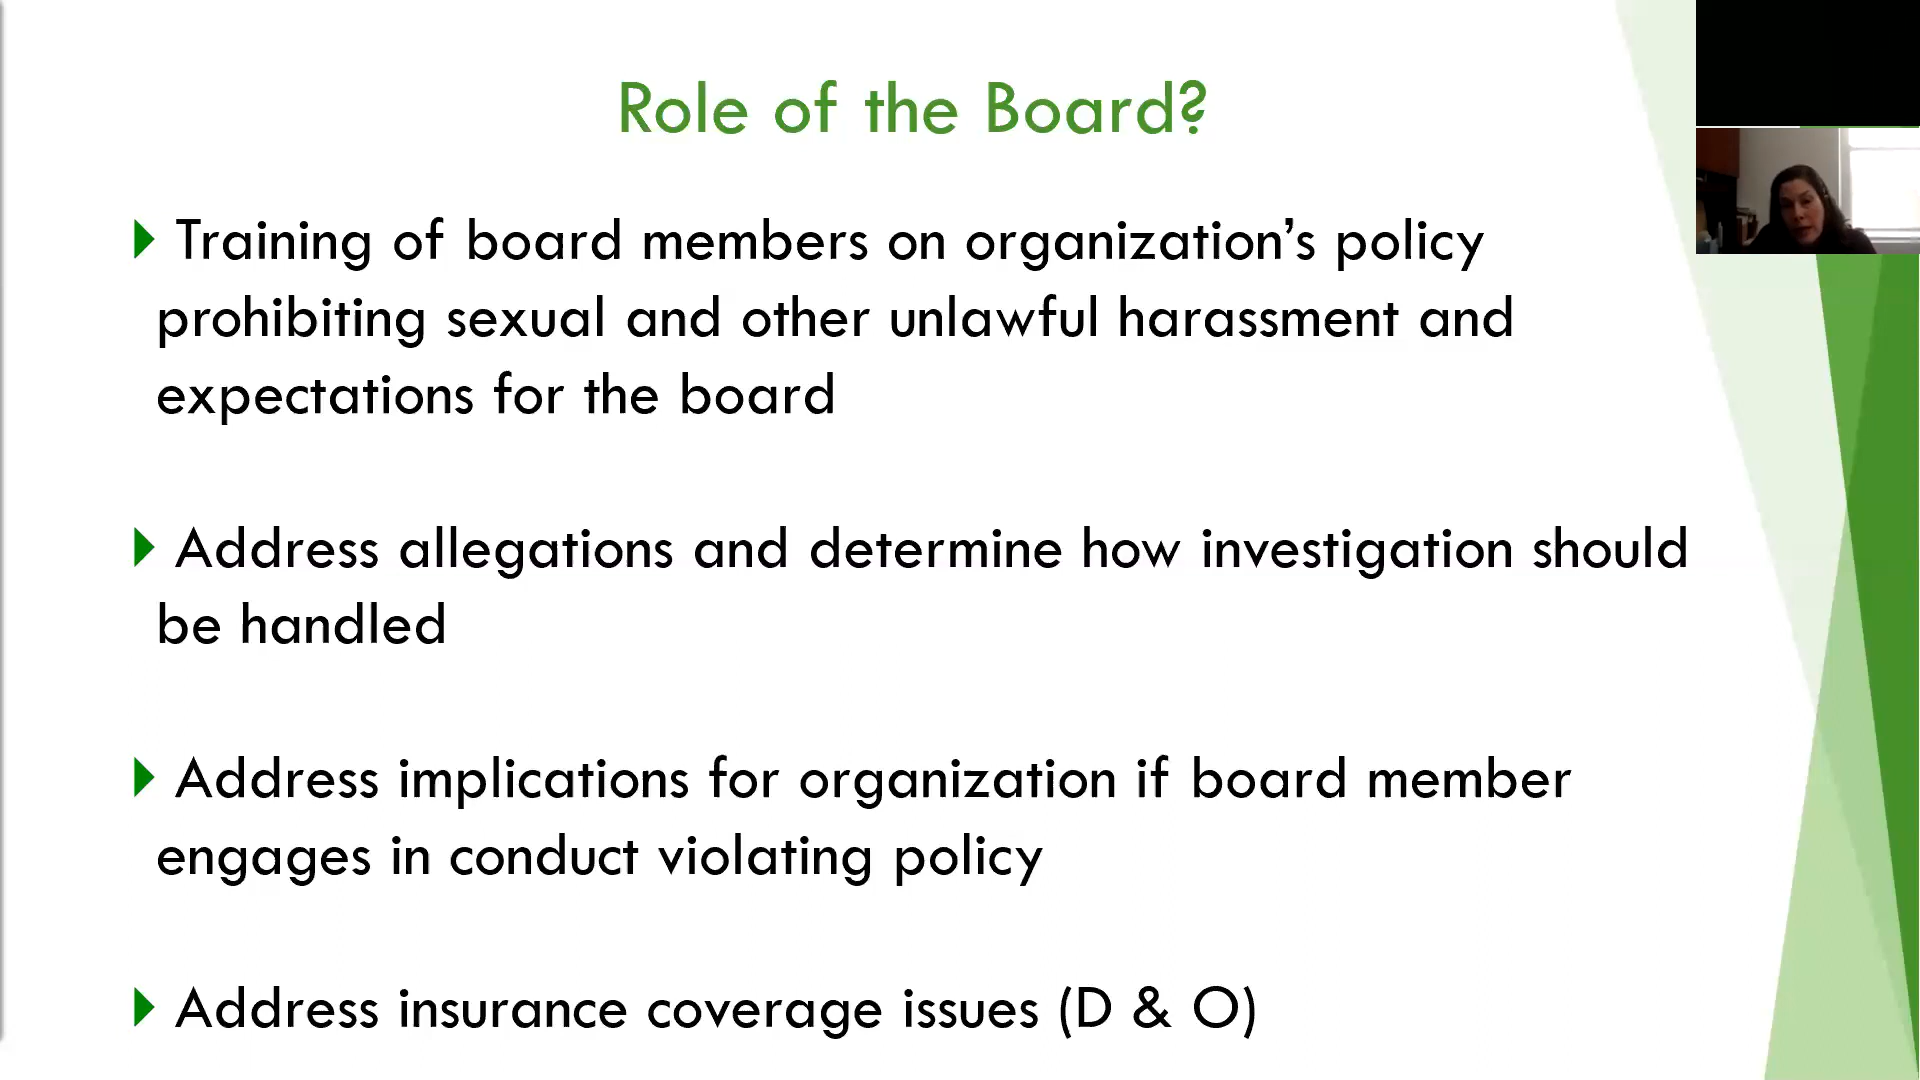 Role of the Board?
Training of board members on organization’s policy
prohibiting sexual and other unlawful harassment and
expectations for the board
Address allegations and determine how investigation should
be handled
Address implications for organization if board member
engages in conduct violating policy
Address insurance coverage issues (D & O)